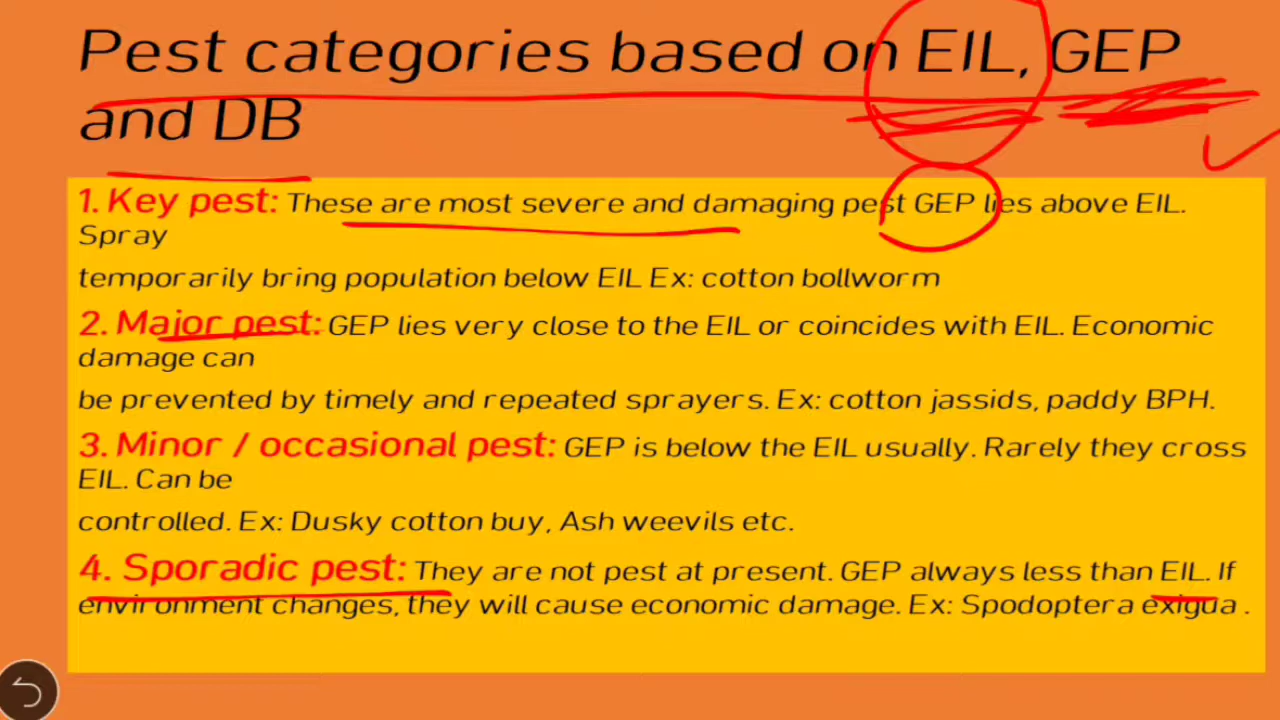 Pest categories based on EIL, GEP
and DB
1. Key pest: These are most severe and damaging pest GEP lies above EIL.
Spray
temporarily bring population below EIL Ex: cotton bollworm
2. Major pest: GEP lies very close to the EIL or coincides with EIL. Economic
damage can
be prevented by timely and repeated sprayers. Ex: cotton jassids, paddy BPH.
3. Minor / occasional pest: GEP is below the EIL usually. Rarely they cross
EIL. Can be
controlled. Ex: Dusky cotton buy, Ash weevils etc.
4. Sporadic pest: They are not pest at present. GEP always less than EIL. If
environment changes, they will cause economic damage. Ex: Spodoptera exigua .